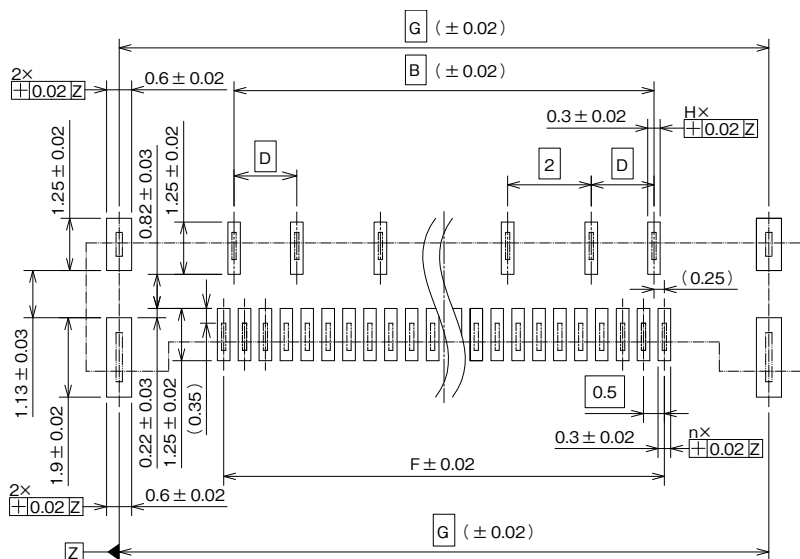 G (±0.02)
B (±0.02)
2×
⌖ 0.02 Z
0.6±0.02
0.3±0.02
H×
⌖ 0.02 Z
D
2
D
1.25±0.02
0.82±0.03
1.25±0.02
(0.25)
1.13±0.03
1.9±0.02
0.22±0.03
1.25±0.02
(0.35)
0.5
0.3±0.02
n×
⌖ 0.02 Z
F±0.02
2×
⌖ 0.02 Z
0.6±0.02
G (±0.02)
Z